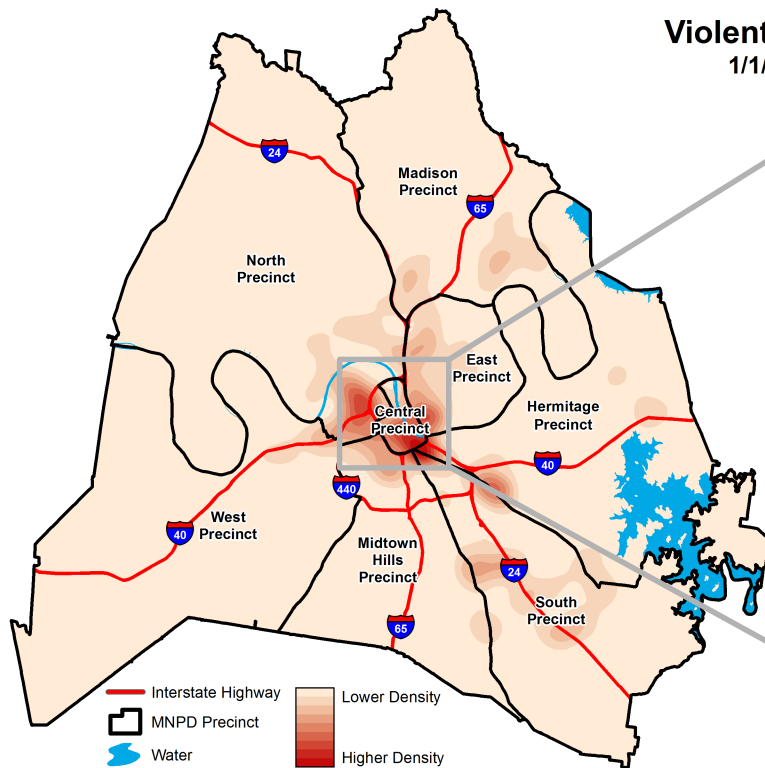 Violent
1/1/
24
Madison
Precinct
65
North
Precinct
East
Precinct
Central
Precinct
Hermitage
Precinct
40
440
West
Precinct
40
Midtown
Hills
Precinct
24
South
Precinct
65
Interstate Highway
MNPD Precinct
Water
Lower Density
Higher Density